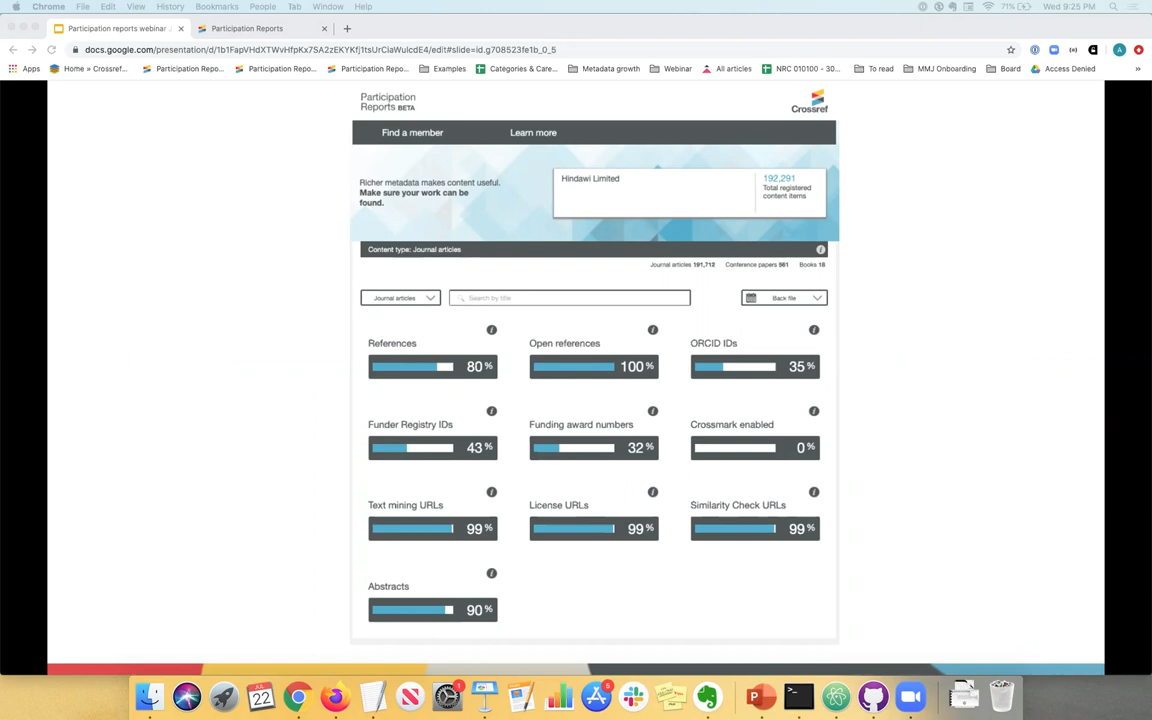 Chrome File Edit View History Bookmarks People Tab Window Help 71% Wed 9:25 PM
Participation reports webinar Participation Reports
docs.google.com/presentation/d/1b1FapVHdXTWvHfpKx7SA2zEKYKfj1tsUrCiaWulcdE4/edit#slide=id.g708523fe1b_0_5
Apps Home » Crossref... Participation Repo... Participation Repo... Participation Repo... Examples Categories & Care... Metadata growth Webinar All articles NRC 010100 - 30... To read MMJ Onboarding Board Access Denied »
Participation
Reports BETA
Crossref
Find a member Learn more
Richer metadata makes content useful.
Make sure your work can be
found.
Hindawi Limited
192,291
Total registered
content items
Content type: Journal articles
Journal articles 191,712 Conference papers 561 Books 18
Journal articles Search by title Back file
References Open references ORCID IDs
80% 100% 35%
Funder Registry IDs Funding award numbers Crossmark enabled
43% 32% 0%
Text mining URLs License URLs Similarity Check URLs
99% 99% 99%
Abstracts
90%
JUL
22
1
5